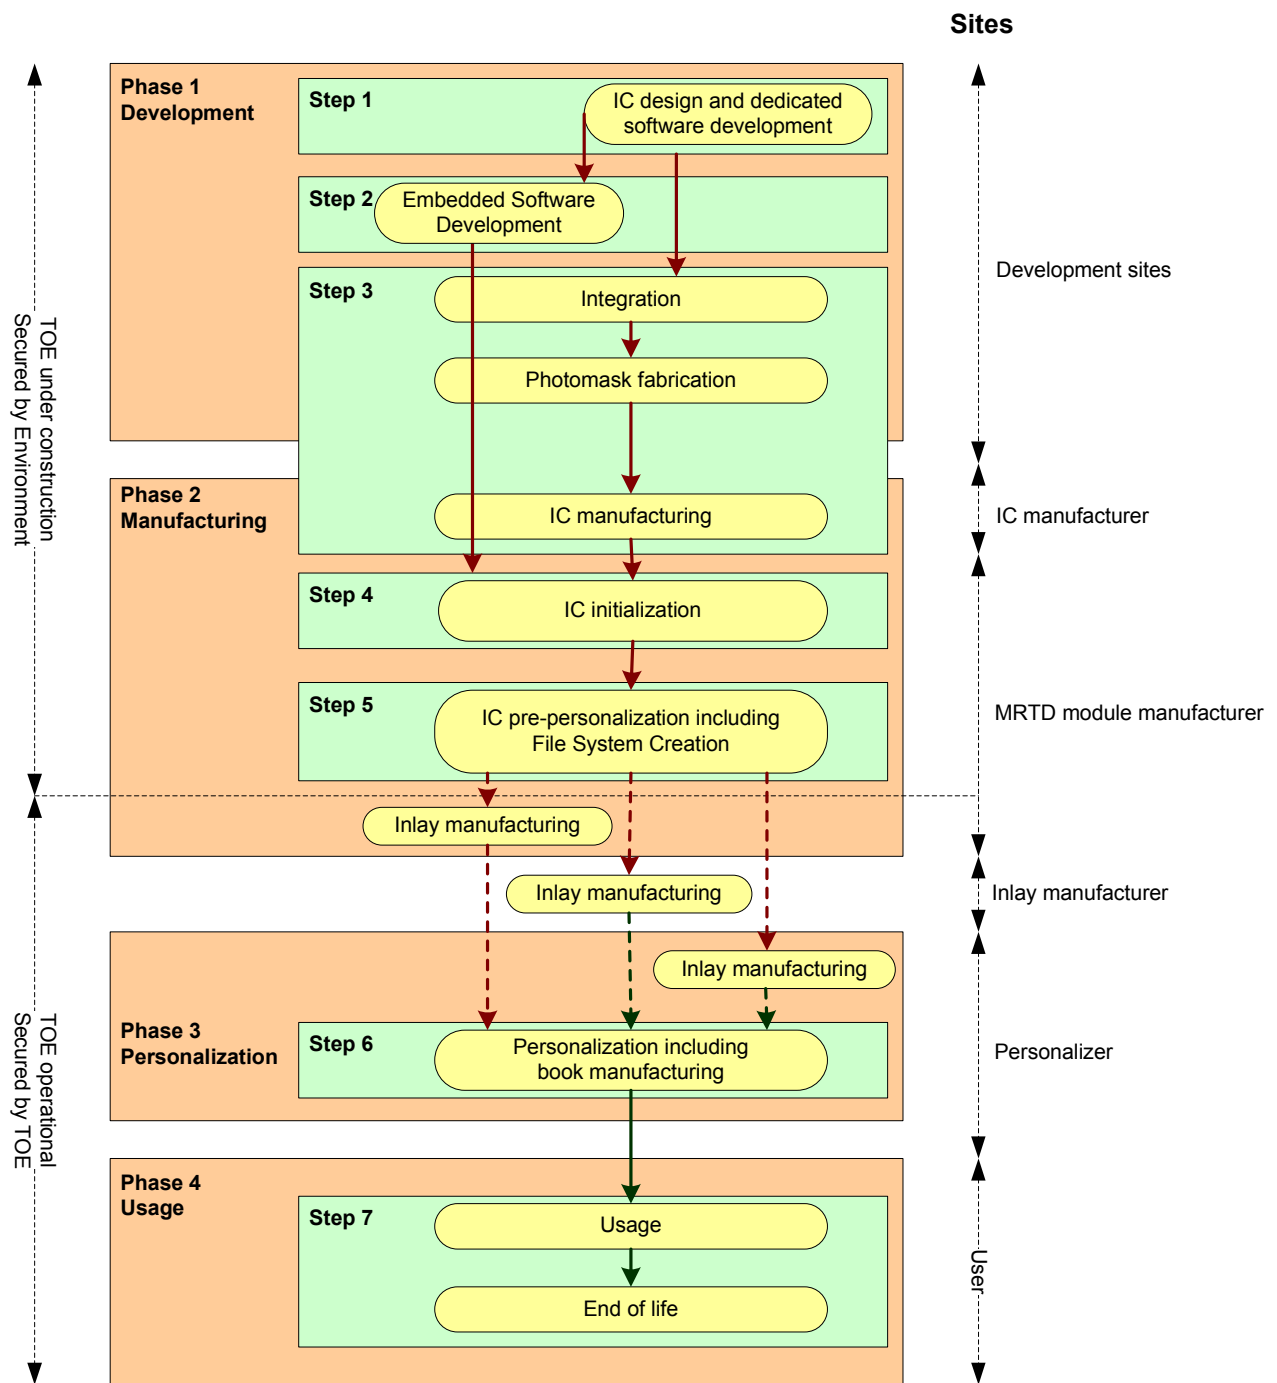 Sites
Phase 1
Development
Step 1
IC design and dedicated
software development
Step 2
Embedded Software
Development
Step 3
Integration
Development sites
Photomask fabrication
TOE under construction
Secured by Environment
Phase 2
Manufacturing
IC manufacturing
IC manufacturer
Step 4
IC initialization
Step 5
IC pre-personalization including
File System Creation
MRTD module manufacturer
Inlay manufacturing
Inlay manufacturing
Inlay manufacturer
Inlay manufacturing
Phase 3
Personalization
Step 6
Personalization including
book manufacturing
Personalizer
TOE operational
Secured by TOE
Phase 4
Usage
Step 7
Usage
User
End of life